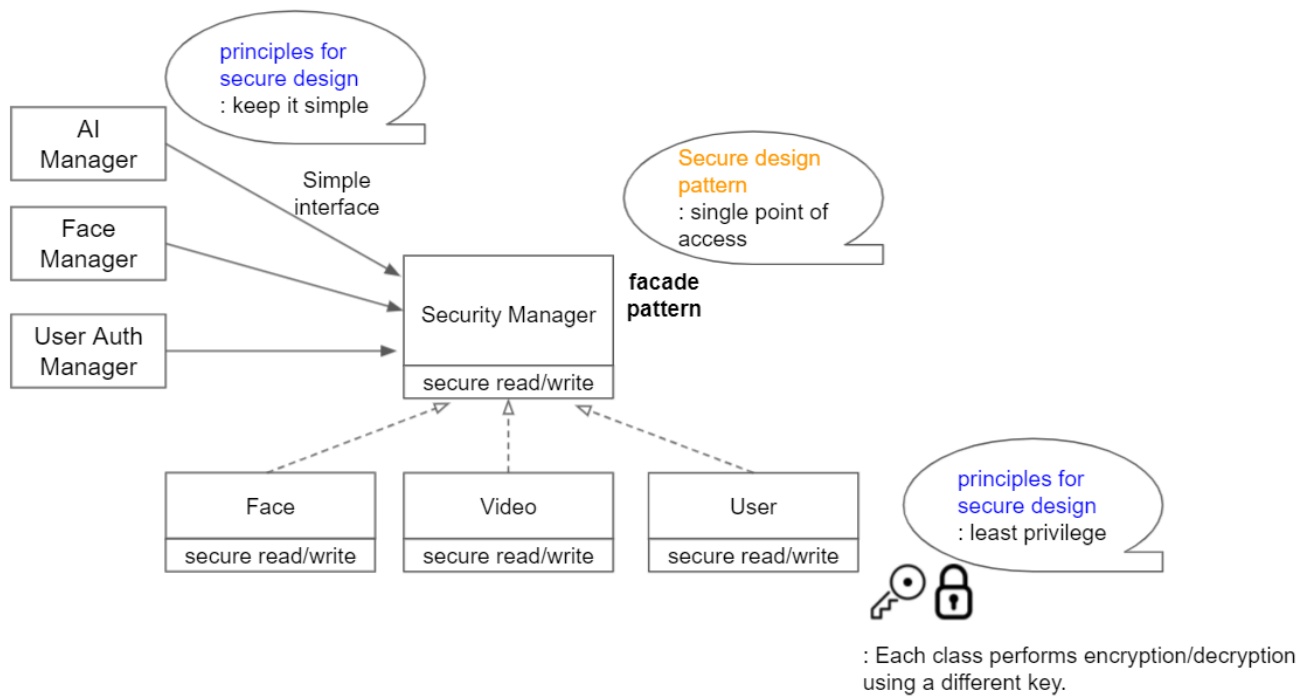 principles for
secure design
: keep it simple
AI
Manager
Simple
interface
Secure design
pattern
: single point of
access
Face
Manager
facade
pattern
Security Manager
User Auth
Manager
secure read/write
Face
Video
User
secure read/write
secure read/write
secure read/write
principles for
secure design
: least privilege
: Each class performs encryption/decryption
using a different key.